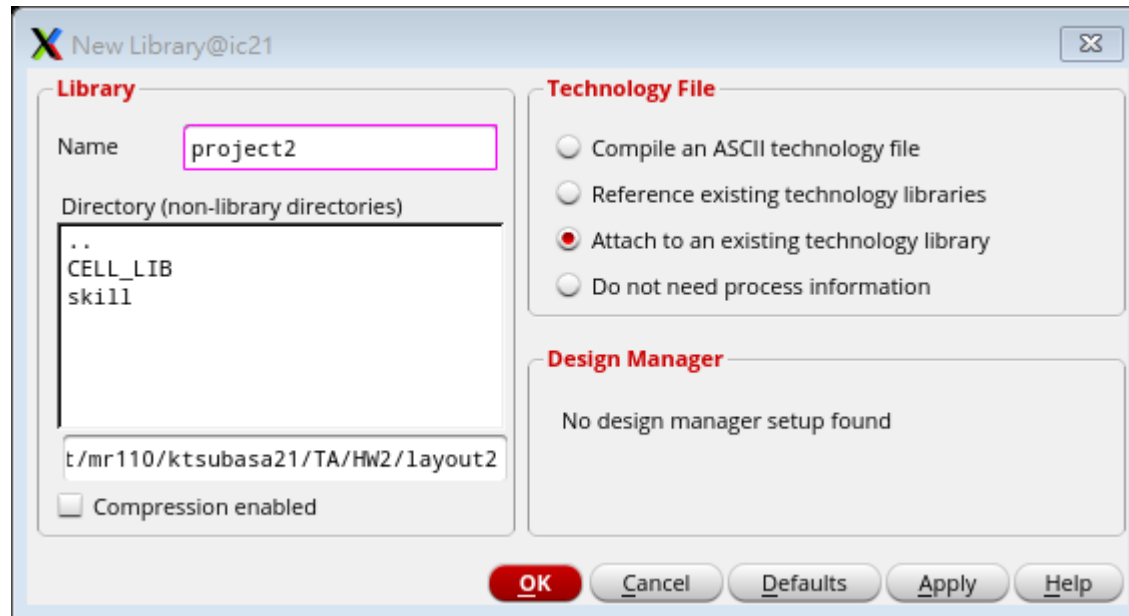 New Library@ic21
Library
Name
project2
Directory (non-library directories)
..
CELL_LIB
skill
t/mr110/ktsubasa21/TA/HW2/layout2
Compression enabled
Technology File
Compile an ASCII technology file
Reference existing technology libraries
Attach to an existing technology library
Do not need process information
Design Manager
No design manager setup found
OK Cancel Defaults Apply Help